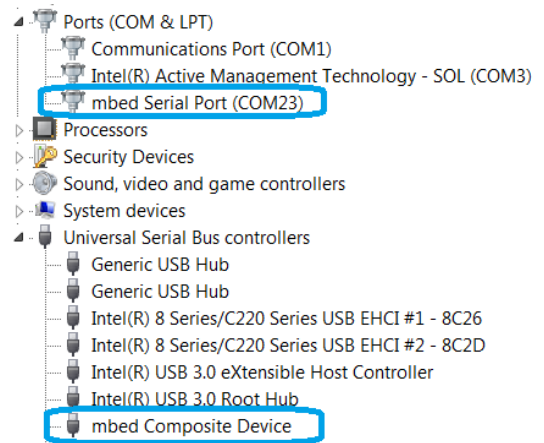 Ports (COM & LPT)
Communications Port (COM1)
Intel(R) Active Management Technology - SOL (COM3)
mbed Serial Port (COM23)
Processors
Security Devices
Sound, video and game controllers
System devices
Universal Serial Bus controllers
Generic USB Hub
Generic USB Hub
Intel(R) 8 Series/C220 Series USB EHCI #1 - 8C26
Intel(R) 8 Series/C220 Series USB EHCI #2 - 8C2D
Intel(R) USB 3.0 eXtensible Host Controller
Intel(R) USB 3.0 Root Hub
mbed Composite Device